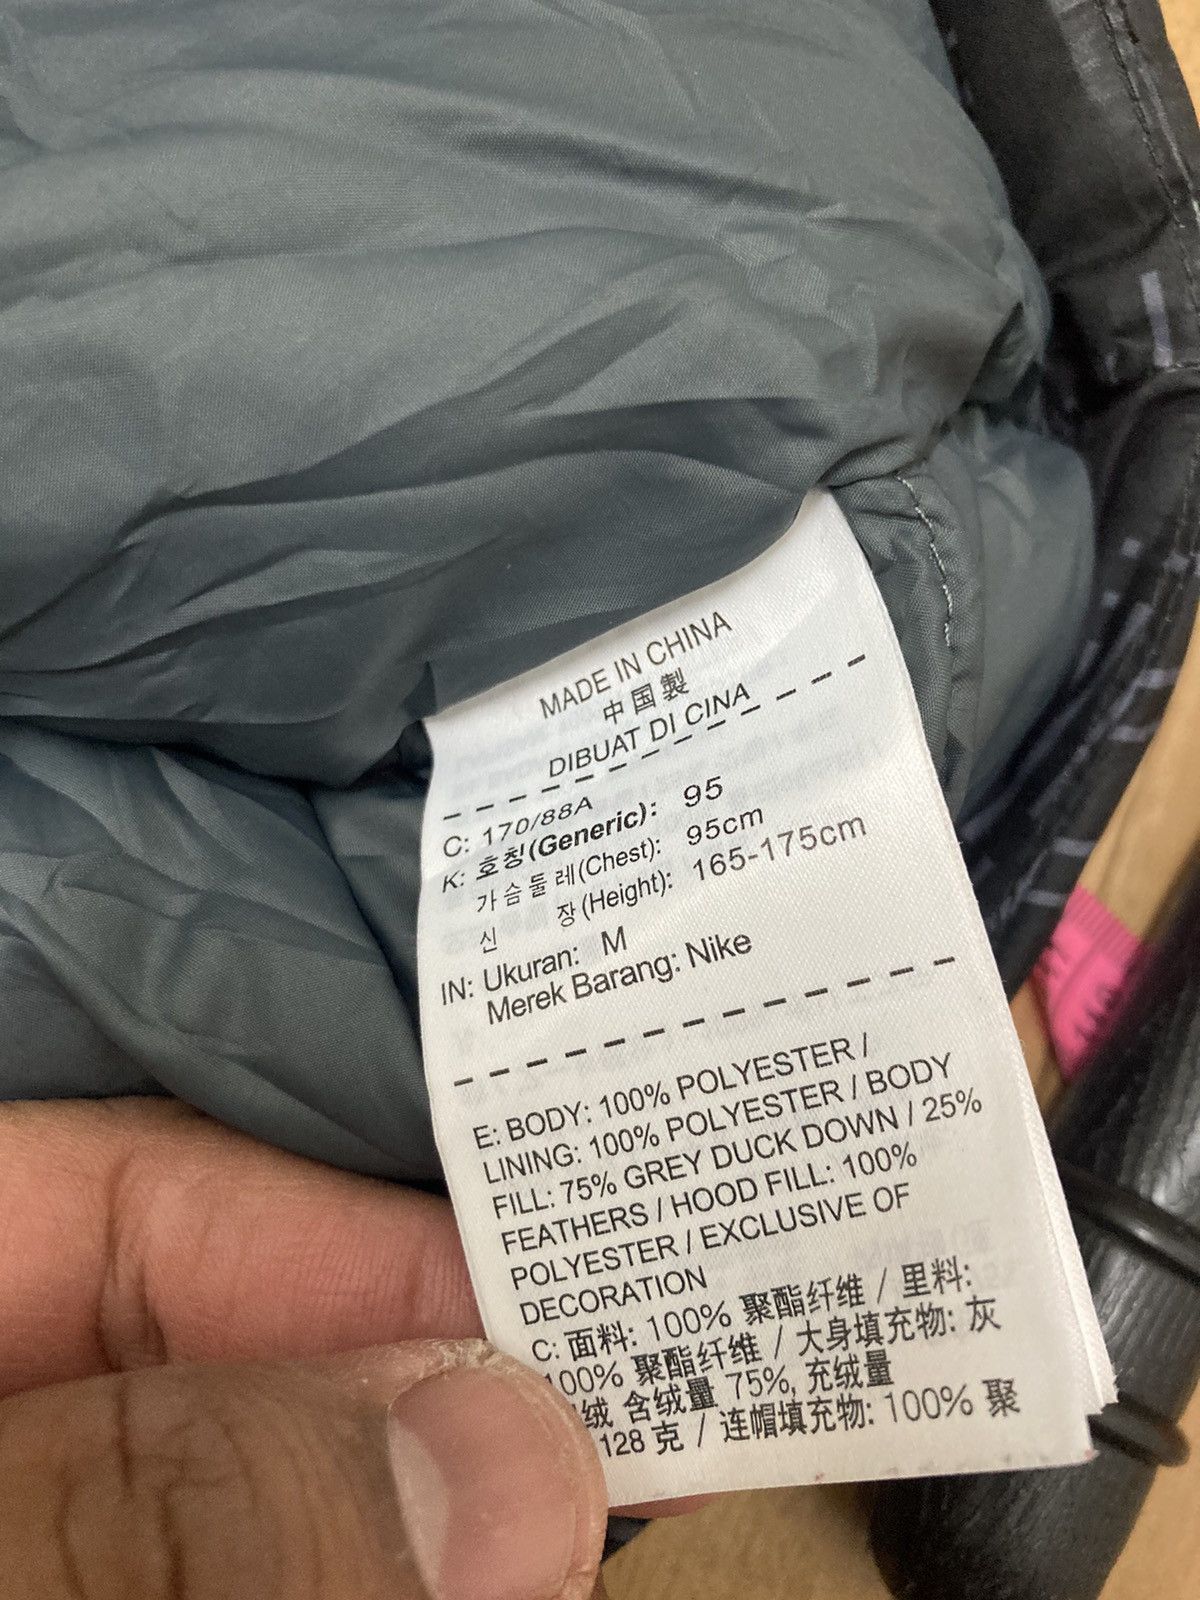 MADE IN CHINA
中国製
DIBUAT DI CINA
C: 170/88A
K: 호칭(Generic): 95
가슴둘레(Chest): 95cm
신 장(Height): 165-175cm
IN: Ukuran: M
Merek Barang: Nike
E: BODY: 100% POLYESTER /
LINING: 100% POLYESTER / BODY
FILL: 75% GREY DUCK DOWN / 25%
FEATHERS / HOOD FILL: 100%
POLYESTER / EXCLUSIVE OF
DECORATION
C: 面料: 100% 聚酯纤维 / 里料:
100% 聚酯纤维 / 大身填充物: 灰
绒 含绒量 75%, 充绒量
128 克 / 连帽填充物: 100% 聚